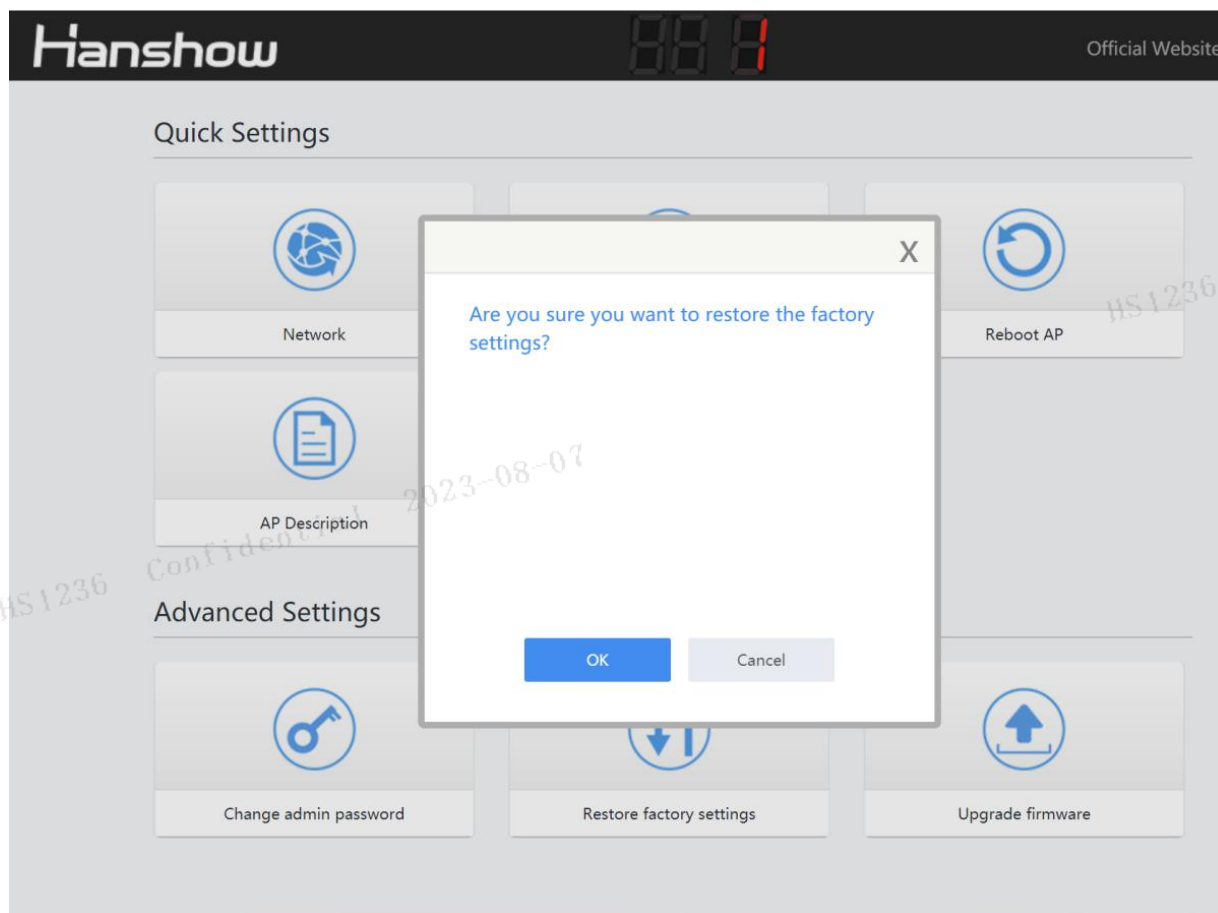 Hanshow
1
Official Website
Quick Settings
Network
Reboot AP
AP Description
X
Are you sure you want to restore the factory
settings?
OK
Cancel
Advanced Settings
Change admin password
Restore factory settings
Upgrade firmware
HS1236
HS1236 Confidential 2023-08-07